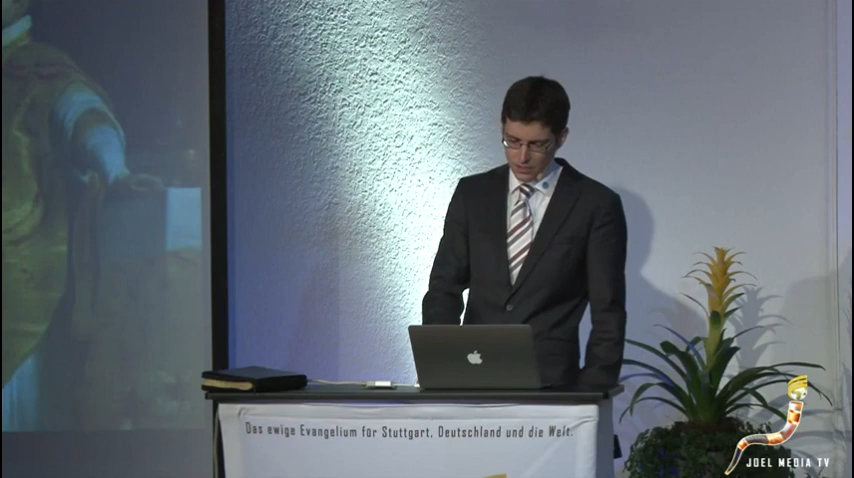 Das ewige Evangelium für Stuttgart, Deutschland und die Welt.
JOEL MEDIA TV